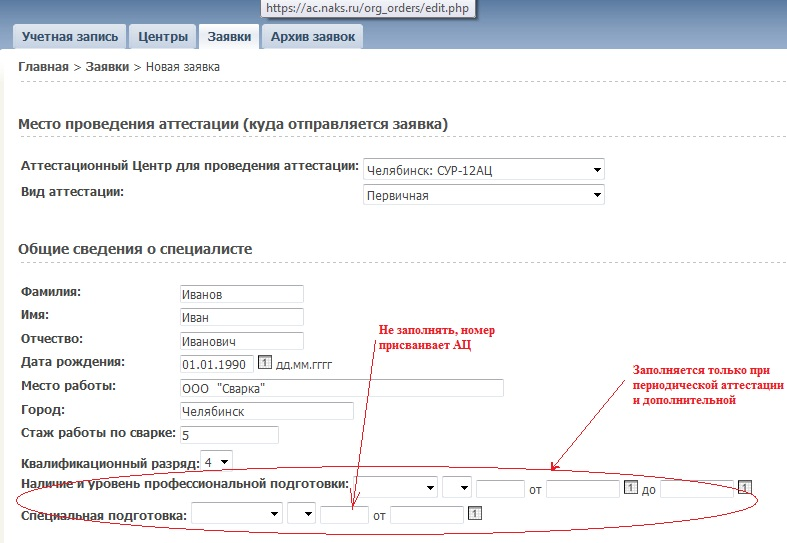 https://ac.naks.ru/org_orders/edit.php
Учетная запись Центры Заявки Архив заявок
Главная > Заявки > Новая заявка
Место проведения аттестации (куда отправляется заявка)
Аттестационный Центр для проведения аттестации: Челябинск: СУР-12АЦ
Вид аттестации: Первичная
Общие сведения о специалисте
Фамилия: Иванов
Имя: Иван
Отчество: Иванович
Не заполнять, номер
присваивает АЦ
Дата рождения: 01.01.1990 1 дд.мм.гггг
Заполняется только при
периодической аттестации
и дополнительной
Место работы: ООО "Сварка"
Город: Челябинск
Стаж работы по сварке: 5
Квалификационный разряд: 4
Наличие и уровень профессиональной подготовки: от 1 до 1
Специальная подготовка: от 1